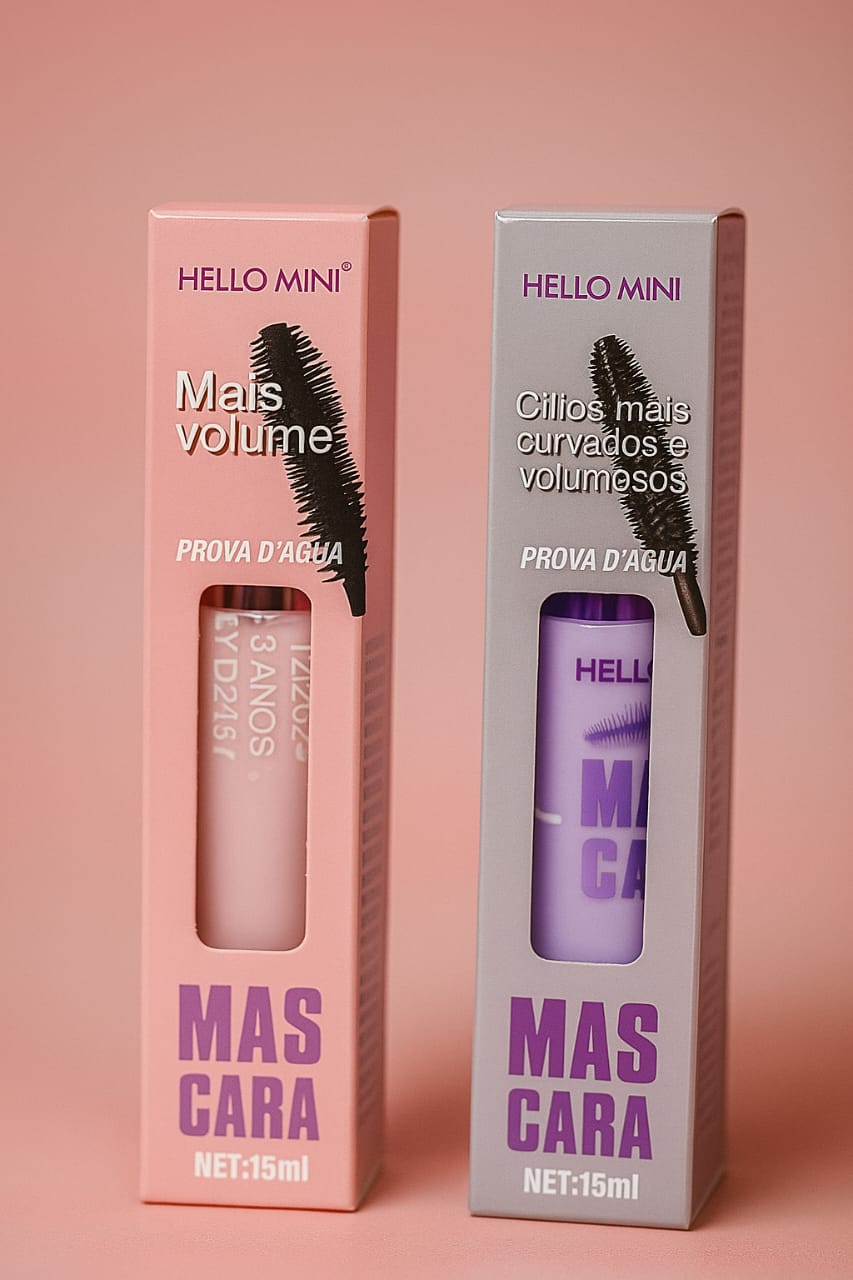 HELLO MINI®
Mais
volume
PROVA D'AGUA
3 ANOS
MAS
CARA
NET:15ml
HELLO MINI
Cilios mais
curvados e
volumosos
PROVA D'AGUA
HELLO
MA
CA
MAS
CARA
NET:15ml